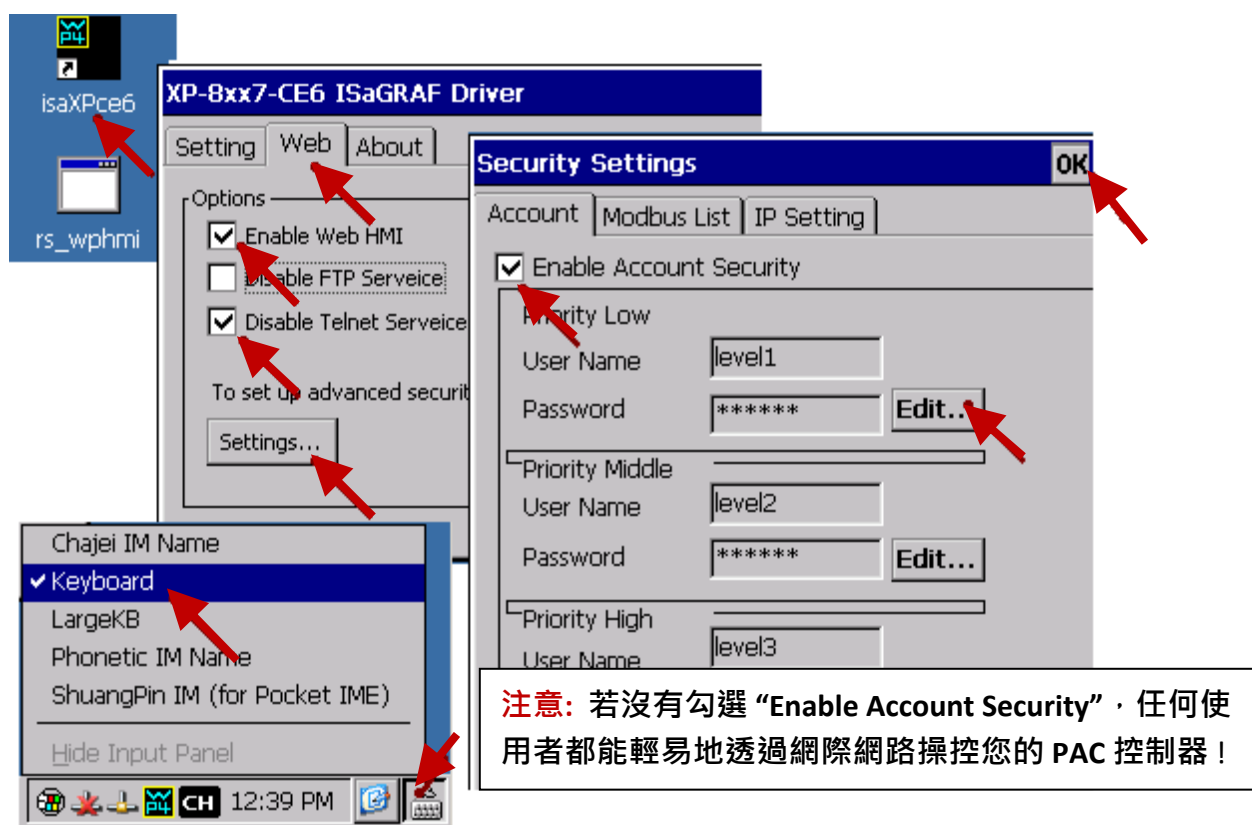 P4
isaXPce6
rs_wphmi
XP-8xx7-CE6 ISaGRAF Driver
Setting Web About
Options
Enable Web HMI
Disable FTP Serveice
Disable Telnet Serveice
To set up advanced securit
Settings...
Security Settings OK
Account Modbus List IP Setting
Enable Account Security
Priority Low
User Name level1
Password ****** Edit...
Priority Middle
User Name level2
Password ****** Edit...
Priority High
User Name level3
Chajei IM Name
Keyboard
LargeKB
Phonetic IM Name
ShuangPin IM (for Pocket IME)
Hide Input Panel
P4 CH 12:39 PM
注意: 若沒有勾選 “Enable Account Security”，任何使
用者都能輕易地透過網際網路操控您的 PAC 控制器！